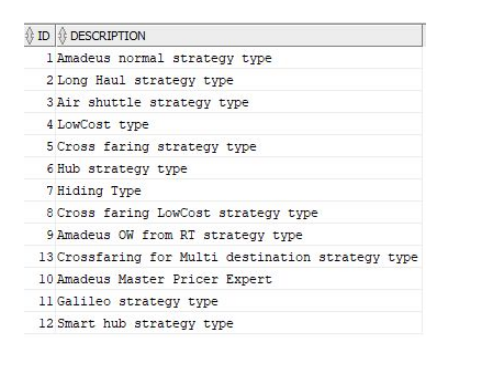 ID DESCRIPTION
1 Amadeus normal strategy type
2 Long Haul strategy type
3 Air shuttle strategy type
4 LowCost type
5 Cross faring strategy type
6 Hub strategy type
7 Hiding Type
8 Cross faring LowCost strategy type
9 Amadeus OW from RT strategy type
13 Crossfaring for Multi destination strategy type
10 Amadeus Master Pricer Expert
11 Galileo strategy type
12 Smart hub strategy type